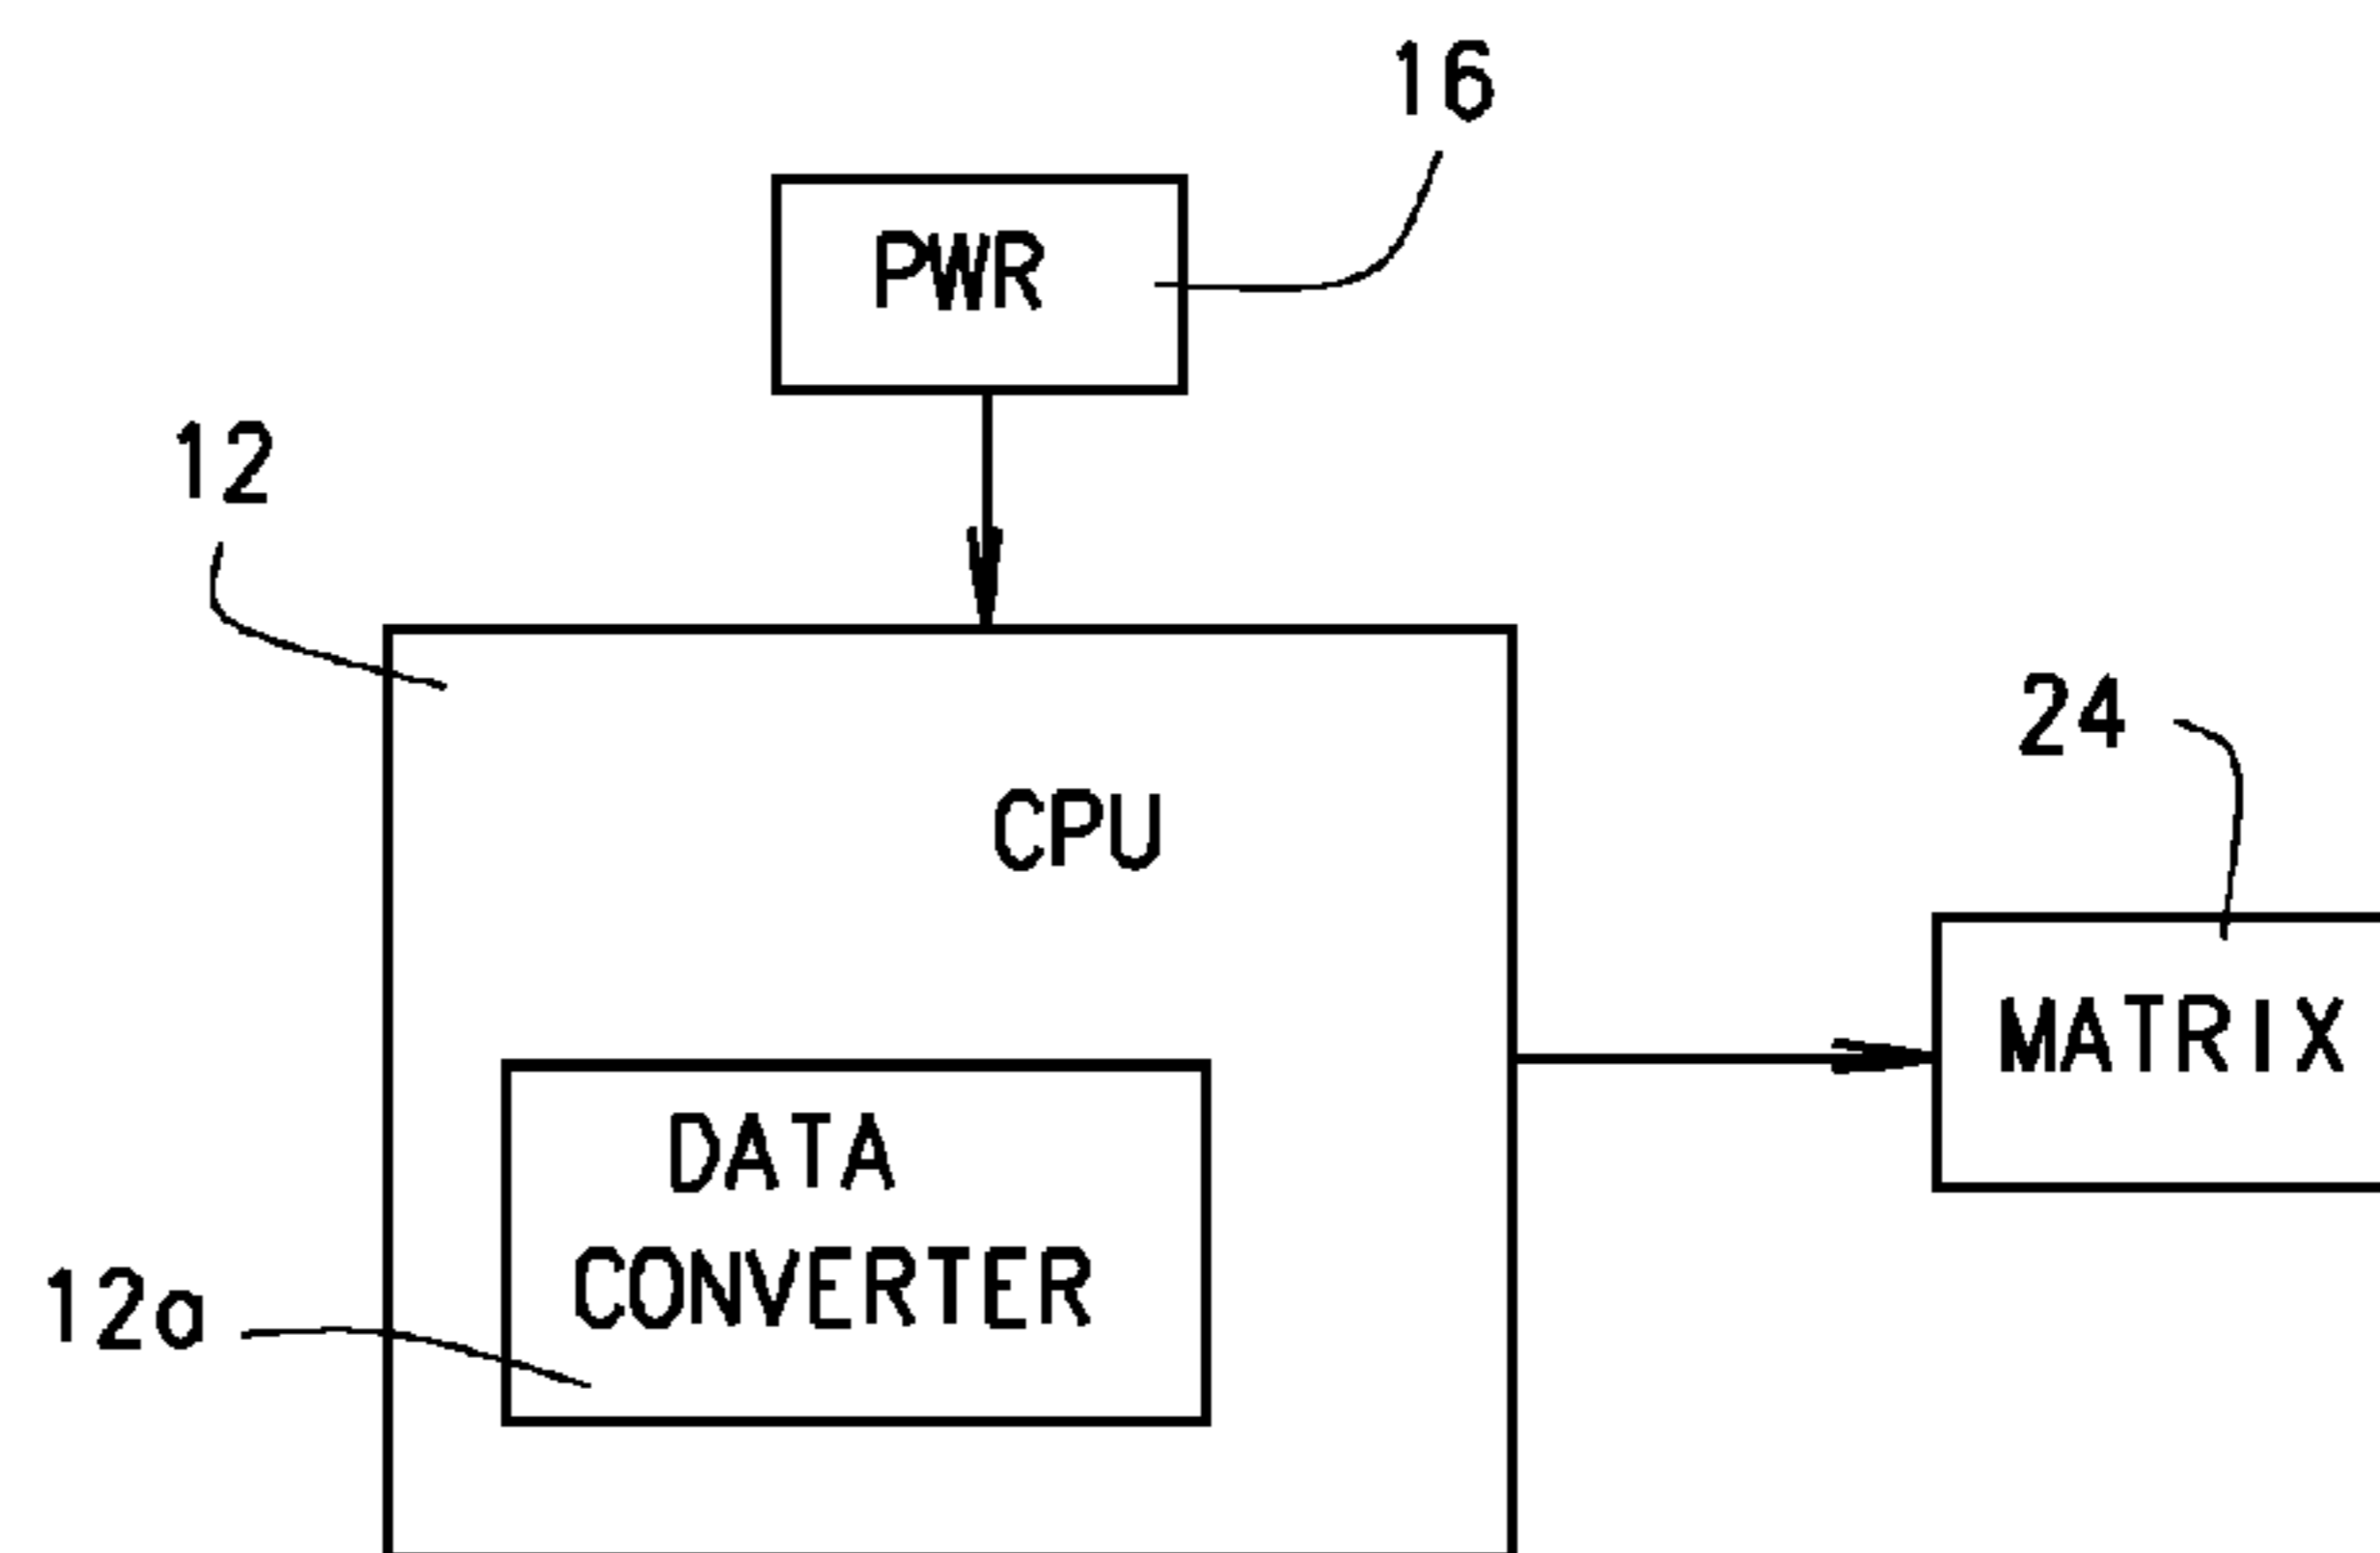 16
PWR
12
24
CPU
MATRIX
DATA
CONVERTER
12a